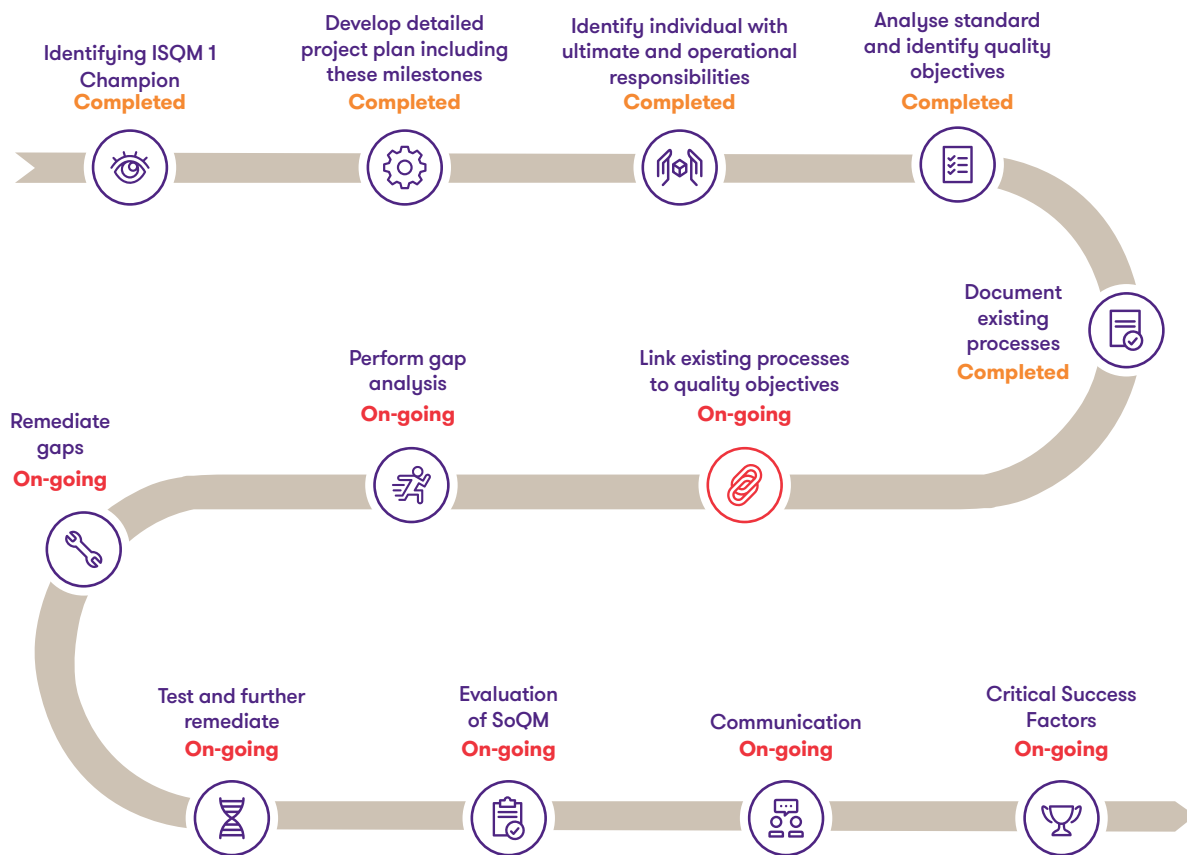 Identifying ISQM 1
Champion
Completed
Develop detailed
project plan including
these milestones
Completed
Identify individual with
ultimate and operational
responsibilities
Completed
Analyse standard
and identify quality
objectives
Completed
Document
existing
processes
Completed
Link existing processes
to quality objectives
On-going
Perform gap
analysis
On-going
Remediate
gaps
On-going
Test and further
remediate
On-going
Evaluation
of SoQM
On-going
Communication
On-going
Critical Success
Factors
On-going